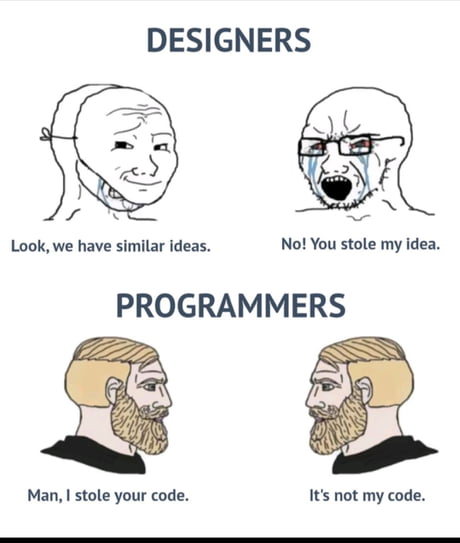 DESIGNERS
Look, we have similar ideas.
No! You stole my idea.
PROGRAMMERS
Man, I stole your code.
It's not my code.